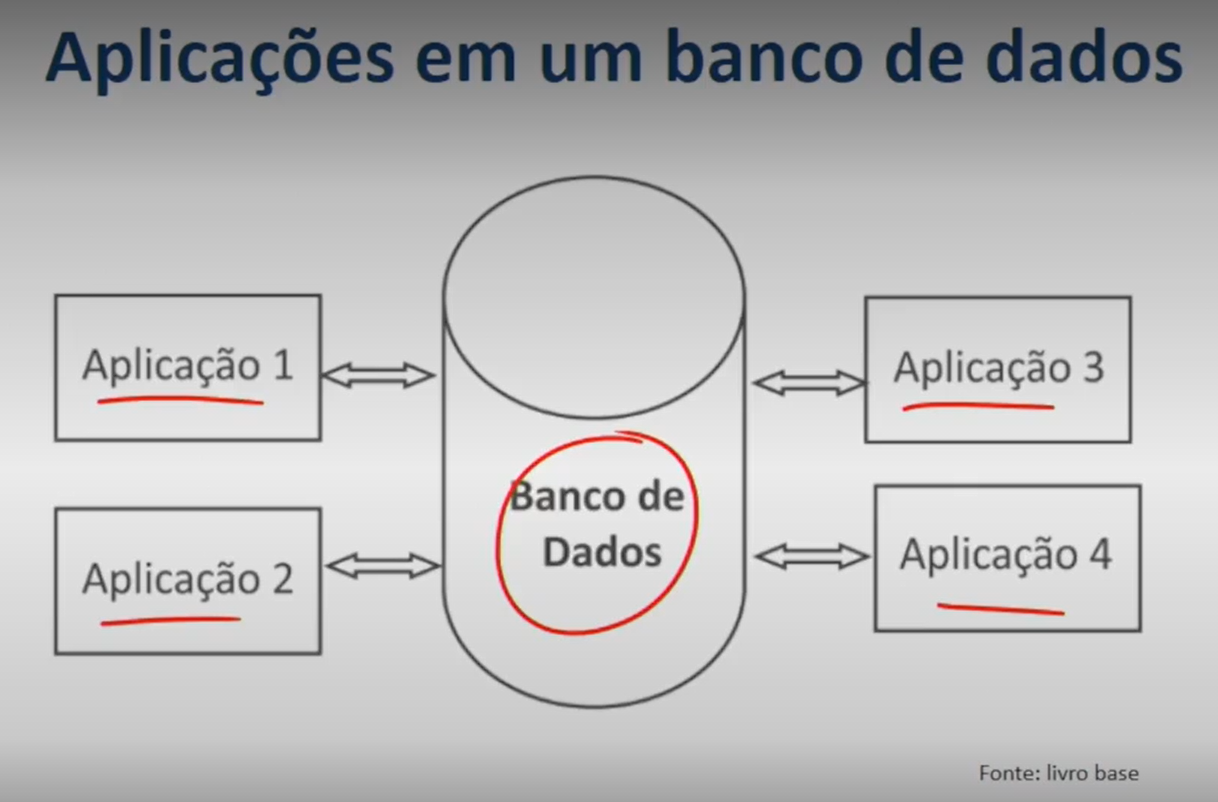 Aplicações em um banco de dados
Aplicação 1
Aplicação 3
Banco de
Dados
Aplicação 2
Aplicação 4
Fonte: livro base